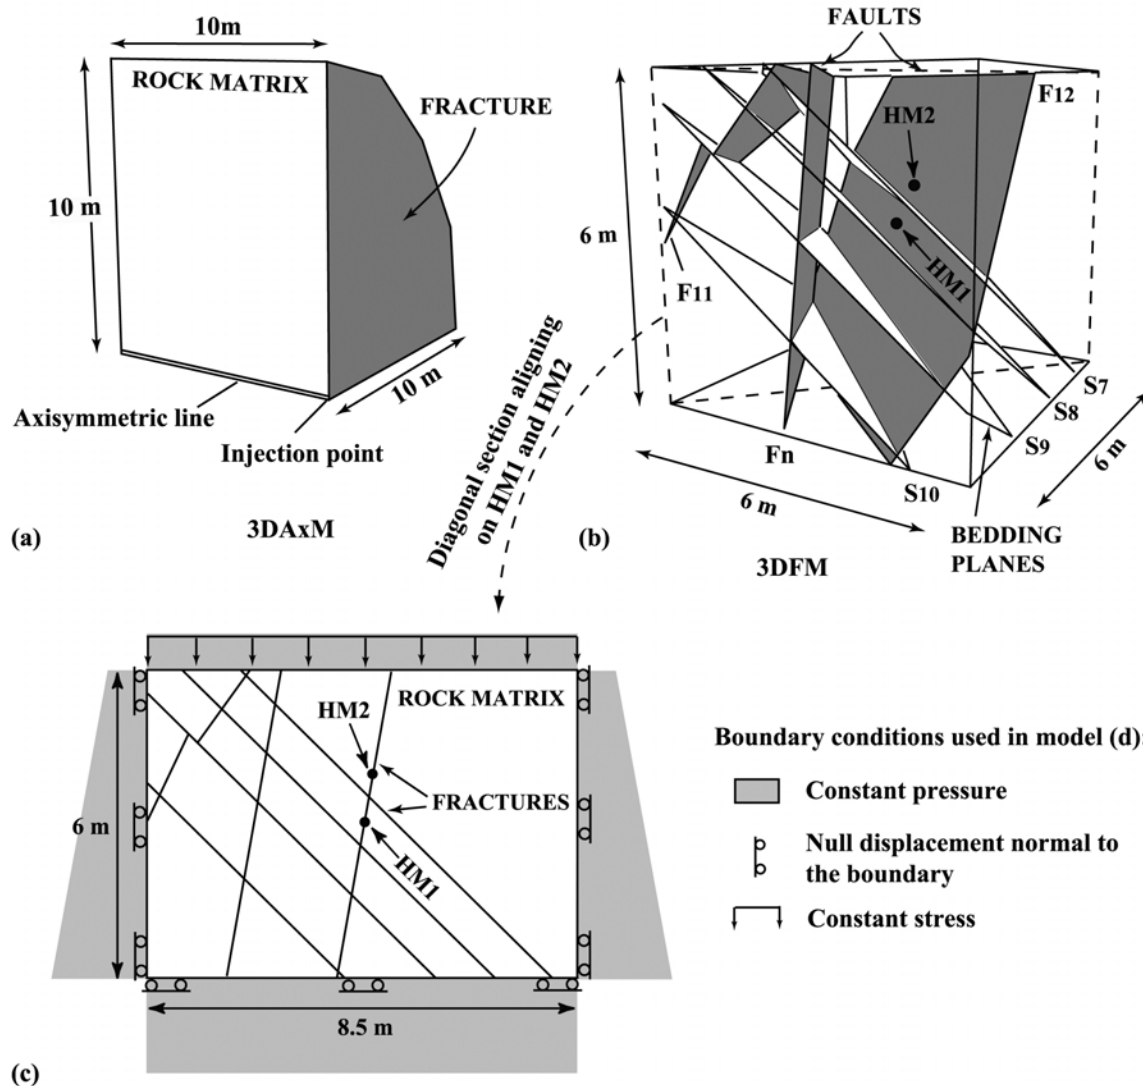 10m
ROCK MATRIX
FRACTURE
10 m
10 m
Axisymmetric line
Injection point
(a)
3DAxM
FAULTS
F12
HM2
6 m
HM1
F11
S7
S8
S9
Fn
S10
6 m
6 m
BEDDING
PLANES
(b)
3DFM
Diagonal section aligning
on HM1 and HM2
ROCK MATRIX
HM2
FRACTURES
6 m
HM1
8.5 m
(c)
Boundary conditions used in model (d):
Constant pressure
Null displacement normal to
the boundary
Constant stress